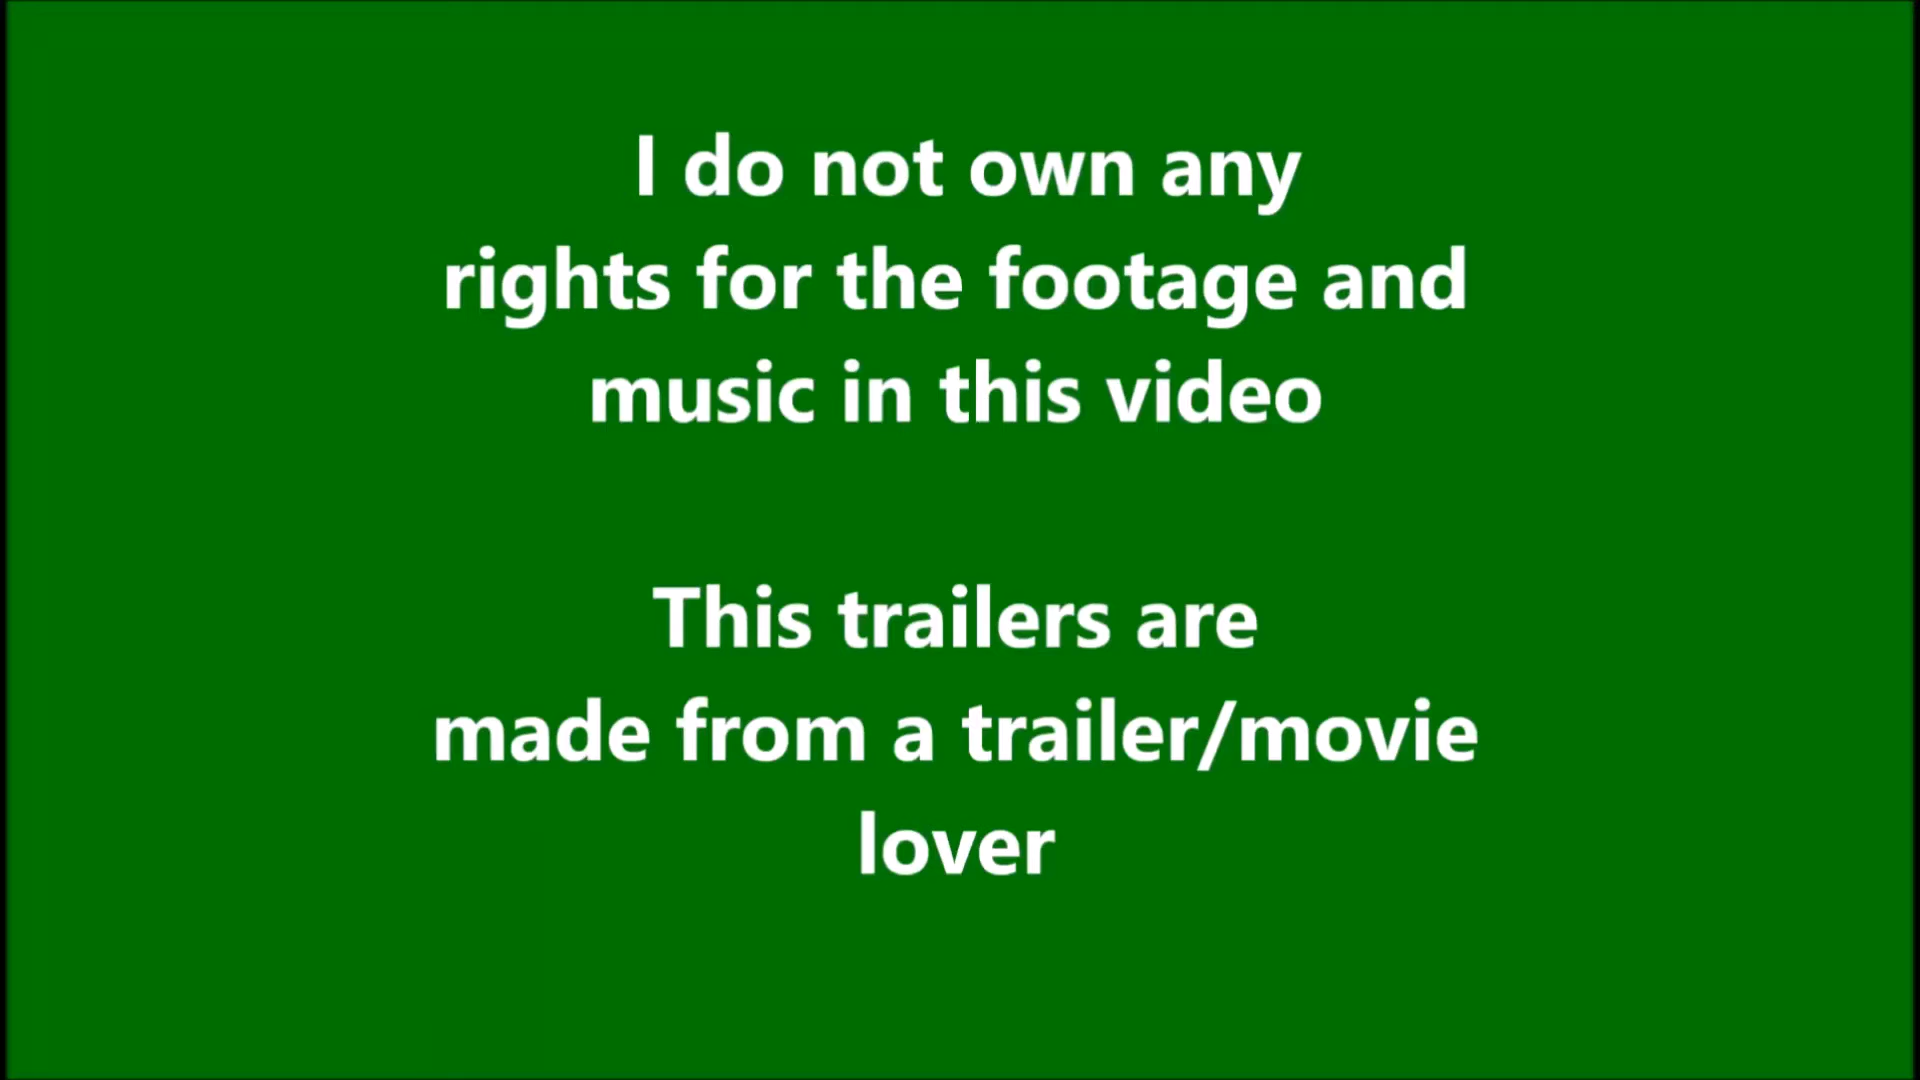 I do not own any
rights for the footage and
music in this video
This trailers are
made from a trailer/movie
lover